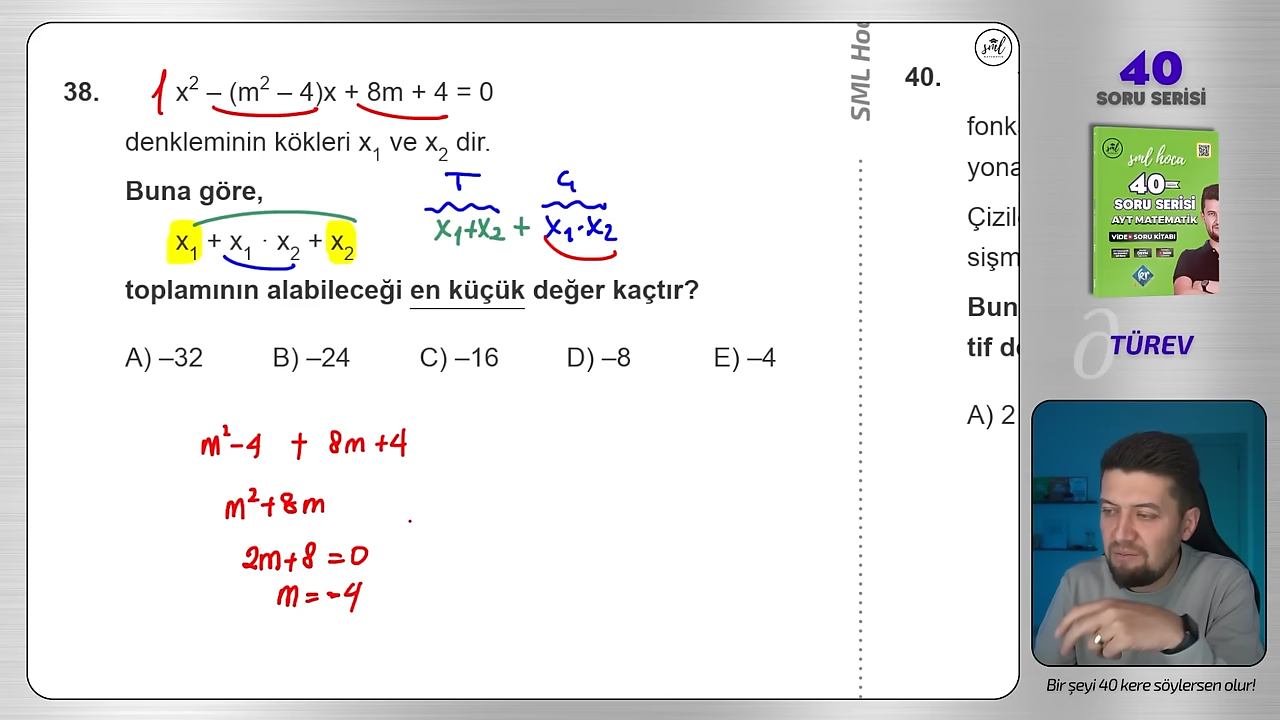 38. 1 x² – (m² – 4)x + 8m + 4 = 0
denkleminin kökleri x₁ ve x₂ dir.
Buna göre,
T Ç
x₁+x₂ + x₁·x₂
x₁ + x₁ · x₂ + x₂
toplamının alabileceği en küçük değer kaçtır?
A) –32 B) –24 C) –16 D) –8 E) –4
m²-4 + 8m+4
m²+8m
2m+8=0
m=-4
SML Hoc
40.
fonk
yona
Çizil
sişm
Bun
tif de
A) 2
sml
40
SORU SERİSİ
sml hoca
40
SORU SERİSİ
AYT MATEMATİK
VİDEO SORU KİTABI
∂ TÜREV
Bir şeyi 40 kere söylersen olur!